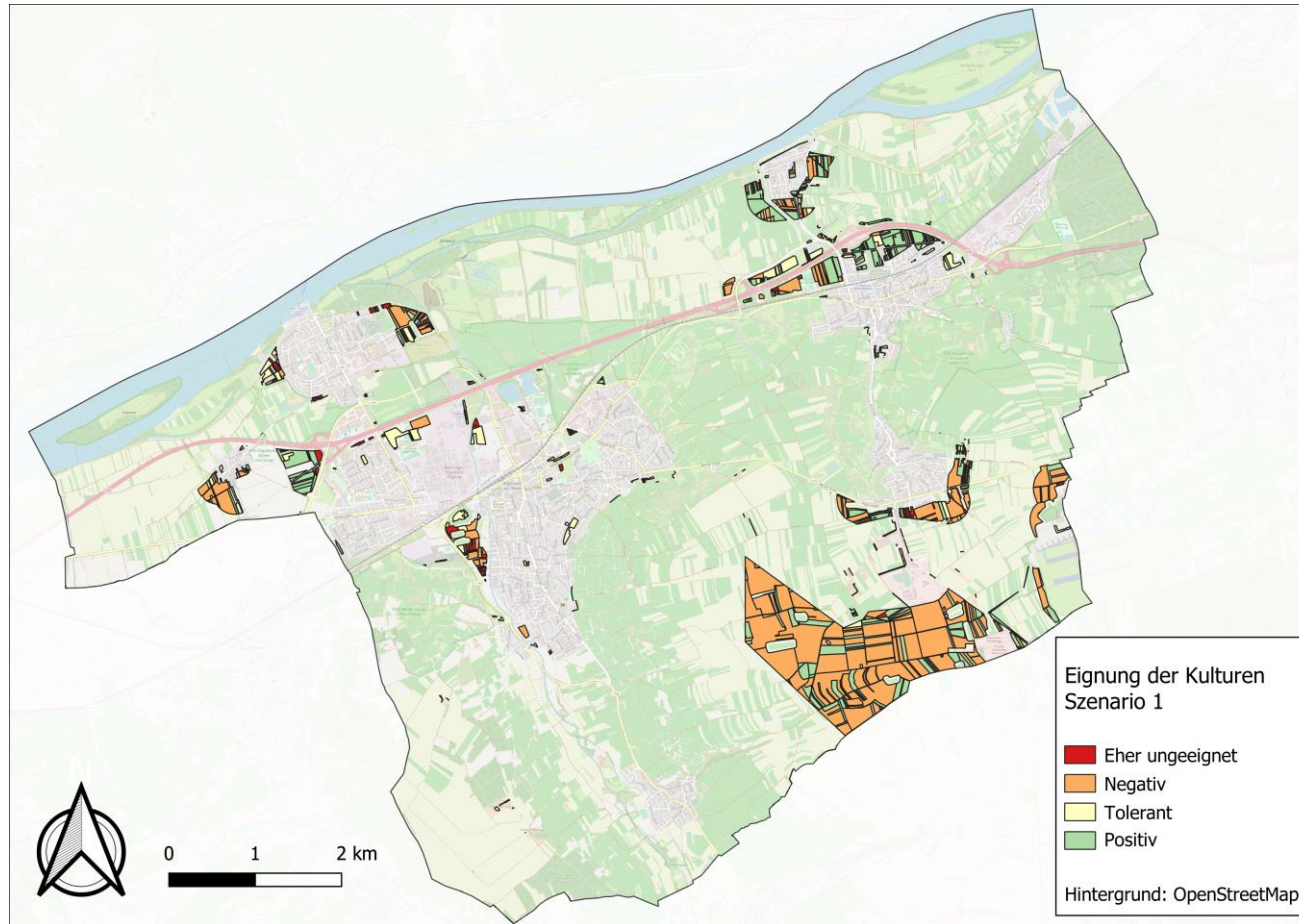 Eignung der Kulturen
Szenario 1
Eher ungeeignet
Negativ
Tolerant
Positiv
Hintergrund: OpenStreetMap
N
0 1 2 km